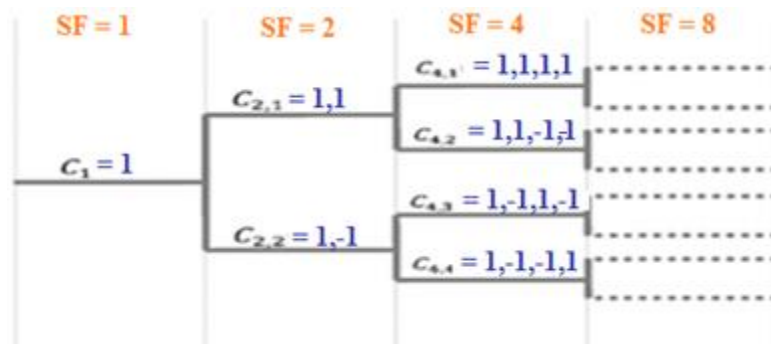 SF = 1
SF = 2
SF = 4
SF = 8
C₁ = 1
C₂,₁ = 1,1
C₂,₂ = 1,-1
C₄,₁ = 1,1,1,1
C₄,₂ = 1,1,-1,-1
C₄,₃ = 1,-1,1,-1
C₄,₄ = 1,-1,-1,1